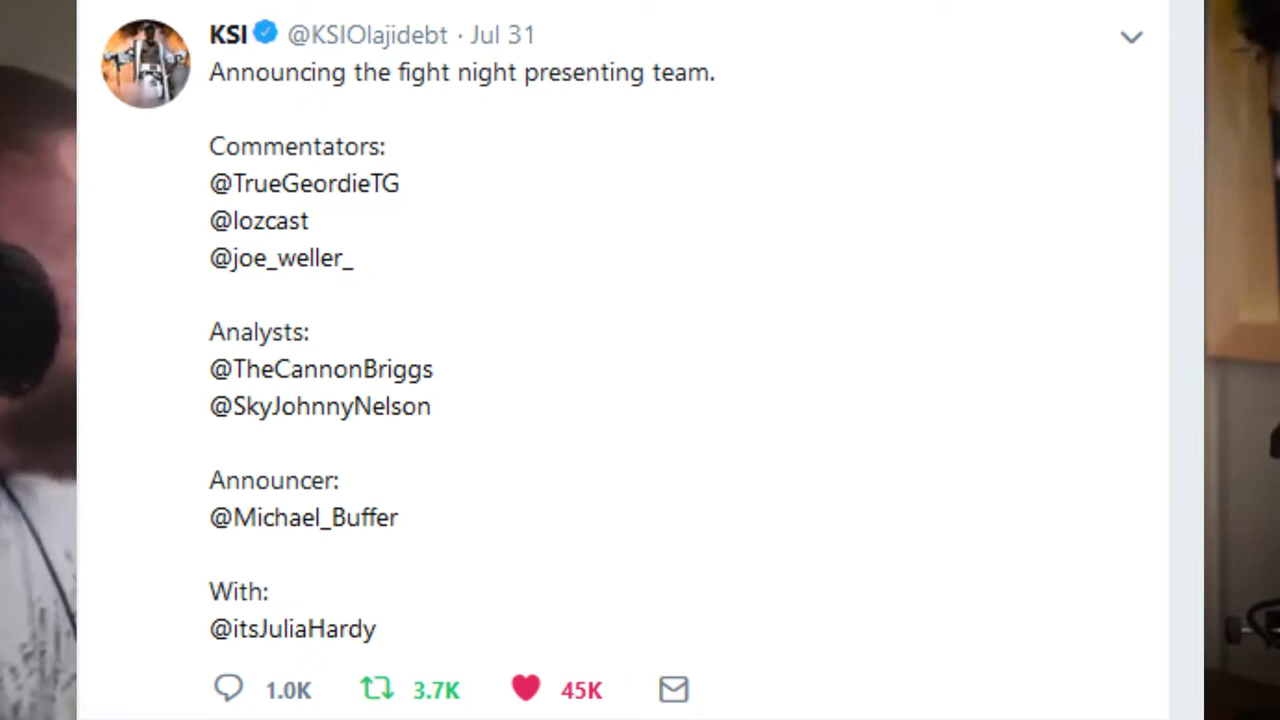 KSI @KSIOlajidebt · Jul 31
Announcing the fight night presenting team.
Commentators:
@TrueGeordieTG
@lozcast
@joe_weller_
Analysts:
@TheCannonBriggs
@SkyJohnnyNelson
Announcer:
@Michael_Buffer
With:
@itsJuliaHardy
1.0K 3.7K 45K